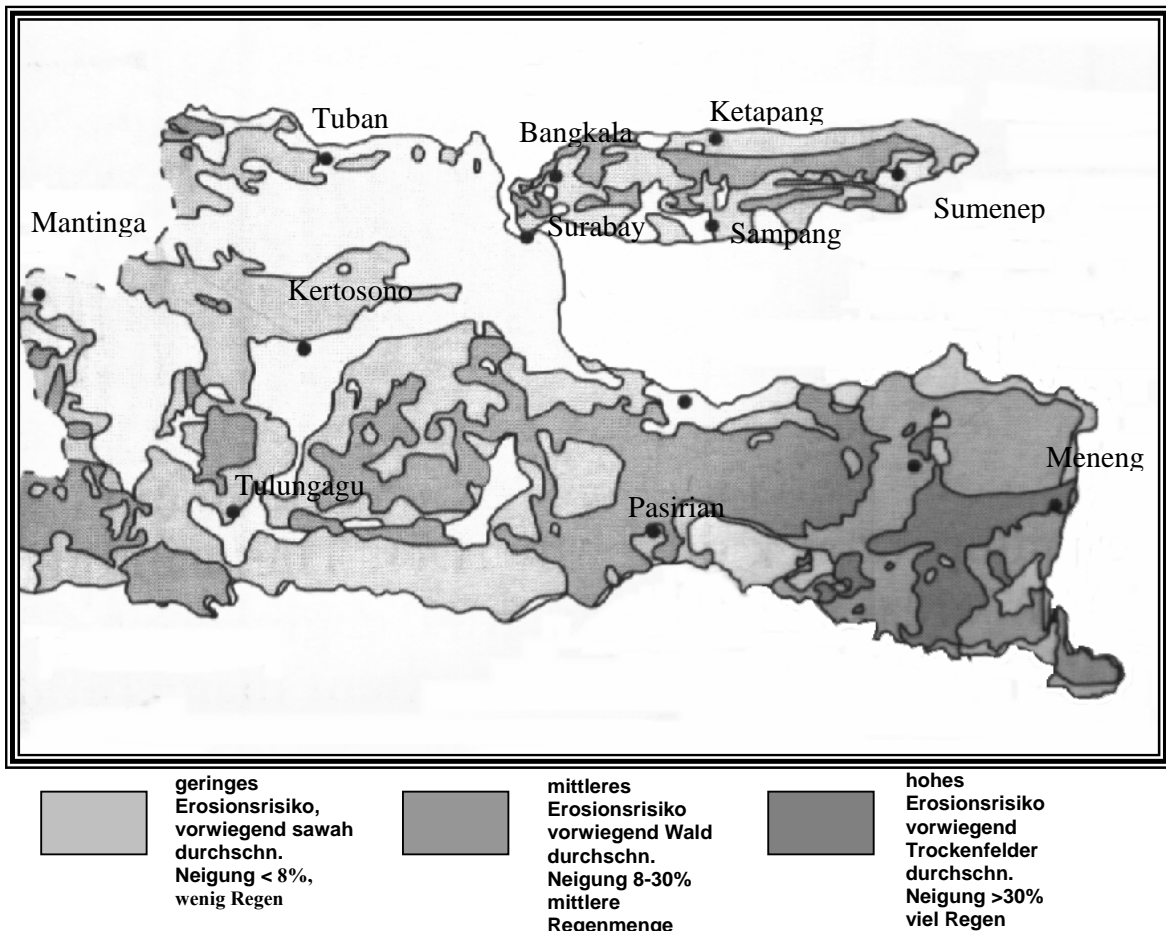 Tuban
Ketapang
Bangkala
Mantinga
Surabay
Sampang
Sumenep
Kertosono
Tulungagu
Pasirian
Meneng
geringes
Erosionsrisiko,
vorwiegend sawah
durchschn.
Neigung < 8%,
wenig Regen
mittleres
Erosionsrisiko
vorwiegend Wald
durchschn.
Neigung 8-30%
mittlere
Regenmenge
hohes
Erosionsrisiko
vorwiegend
Trockenfelder
durchschn.
Neigung >30%
viel Regen